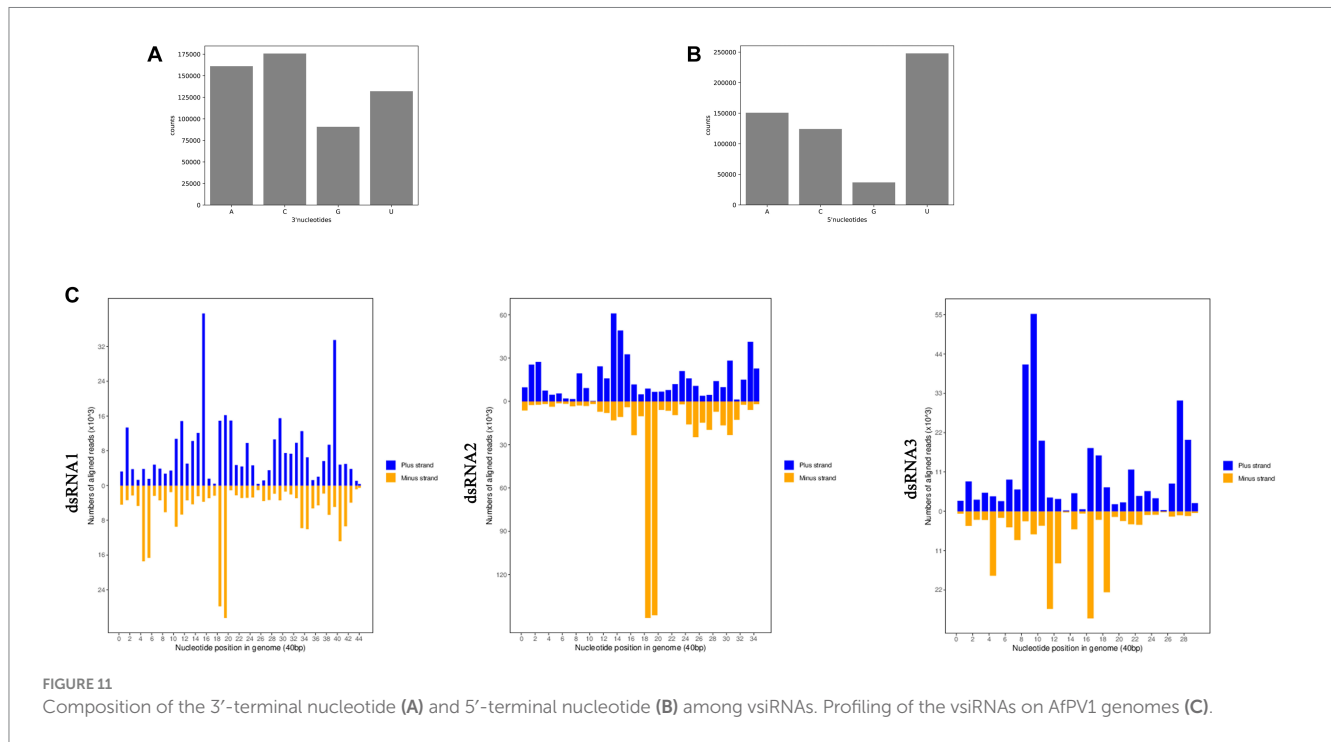 A
175000
150000
125000
100000
75000
50000
25000
0
counts
A C G U
3'nucleotides
B
250000
200000
150000
100000
50000
0
counts
A C G U
5'nucleotides
C
dsRNA1
Numbers of aligned reads (x10^3)
32
24
16
8
0
8
16
24
0 2 4 6 8 10 12 14 16 18 20 22 24 26 28 30 32 34 36 38 40 42 44
Nucleotide position in genome (40bp)
Plus strand
Minus strand
dsRNA2
Numbers of aligned reads (x10^3)
60
30
0
30
60
90
120
0 2 4 6 8 10 12 14 16 18 20 22 24 26 28 30 32 34
Nucleotide position in genome (40bp)
Plus strand
Minus strand
dsRNA3
Numbers of aligned reads (x10^3)
55
44
33
22
11
0
11
22
0 2 4 6 8 10 12 14 16 18 20 22 24 26 28
Nucleotide position in genome (40bp)
Plus strand
Minus strand
FIGURE 11
Composition of the 3′-terminal nucleotide (A) and 5′-terminal nucleotide (B) among vsiRNAs. Profiling of the vsiRNAs on AfPV1 genomes (C).